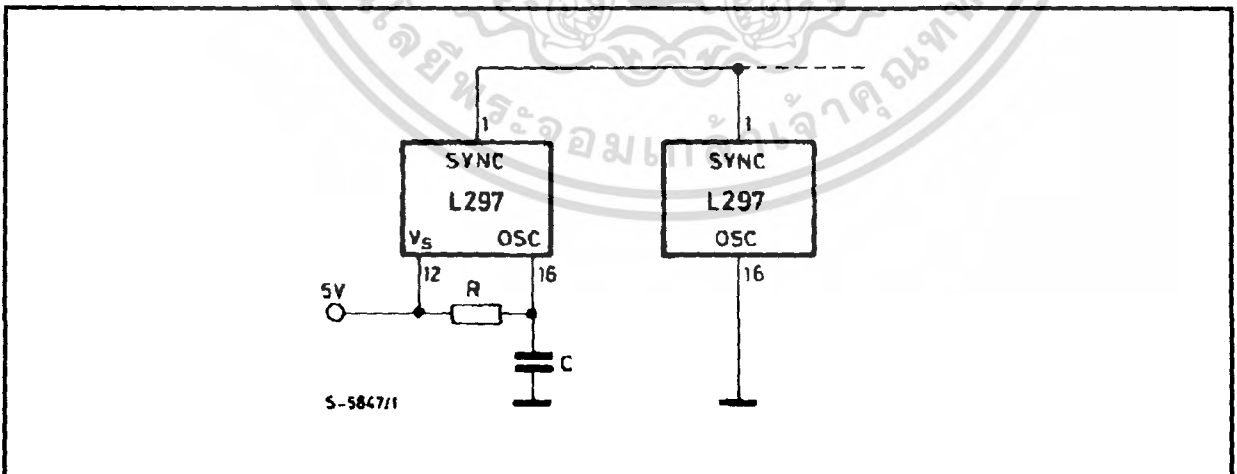 1 1
SYNC SYNC
L297 L297
Vs OSC OSC
12 16 16
5V R
C
S-5847/1